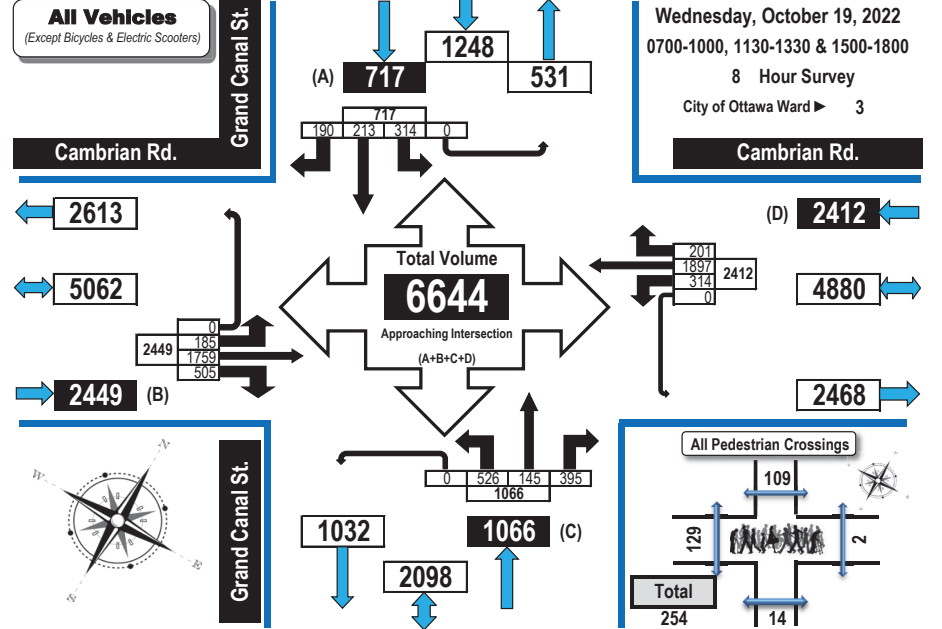 All Vehicles
(Except Bicycles & Electric Scooters)
Grand Canal St.
Cambrian Rd.
1248
(A) 717
531
717
190 213 314 0
Wednesday, October 19, 2022
0700-1000, 1130-1330 & 1500-1800
8 Hour Survey
City of Ottawa Ward ► 3
Cambrian Rd.
2613
5062
2449 (B)
0
185
2449
1759
505
Total Volume
6644
Approaching Intersection
(A+B+C+D)
(D) 2412
201
1897
2412
314
0
4880
2468
N
W
E
S
Grand Canal St.
0 526 145 395
1066
1032
1066 (C)
2098
All Pedestrian Crossings
109
129
2
Total
254
14